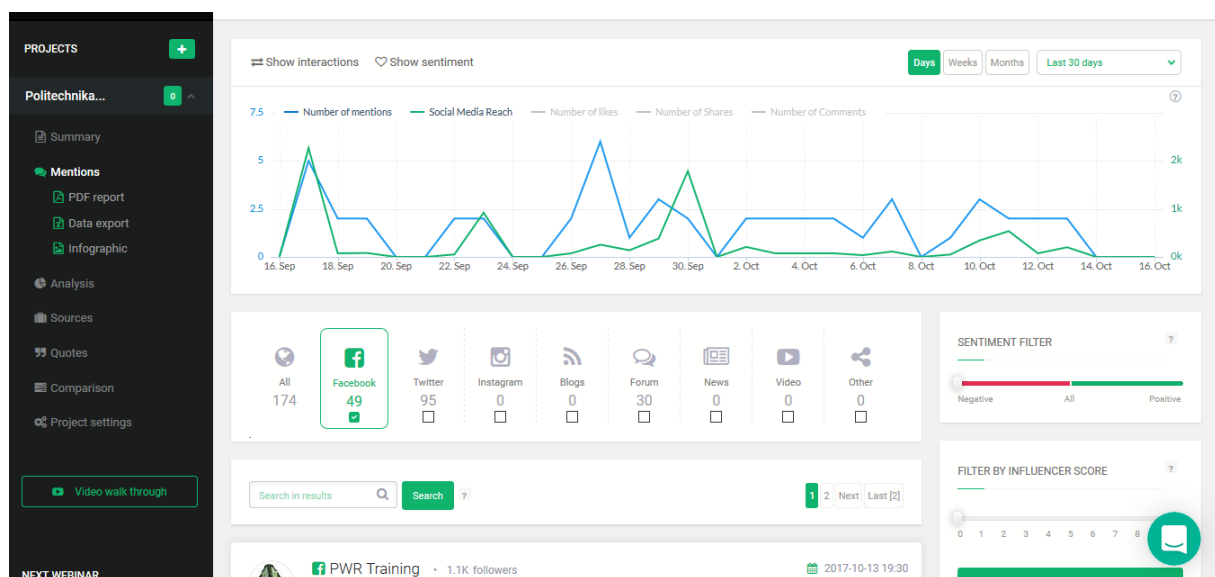 PROJECTS +
Politechnika... 0
Summary
Mentions
PDF report
Data export
Infographic
Analysis
Sources
Quotes
Comparison
Project settings
Video walk through
NEXT WEBINAR
Show interactions Show sentiment
Days Weeks Months Last 30 days
?
Number of mentions Social Media Reach Number of likes Number of Shares Number of Comments
7.5
5 2k
2.5 1k
0 0k
16. Sep 18. Sep 20. Sep 22. Sep 24. Sep 26. Sep 28. Sep 30. Sep 2. Oct 4. Oct 6. Oct 8. Oct 10. Oct 12. Oct 14. Oct 16. Oct
All Facebook Twitter Instagram Blogs Forum News Video Other
174 49 95 0 0 30 0 0 0
SENTIMENT FILTER ?
Negative All Positive
Search in results Search ?
1 2 Next Last [2]
FILTER BY INFLUENCER SCORE ?
0 1 2 3 4 5 6 7 8
PWR Training · 1.1K followers
2017-10-13 19:30